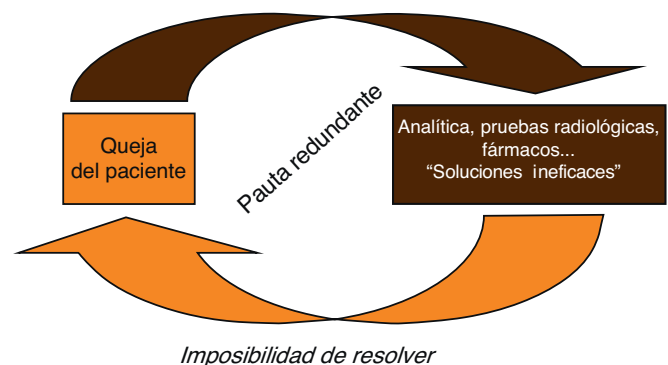 Queja
del paciente
Pauta redundante
Analítica, pruebas radiológicas,
fármacos...
“Soluciones ineficaces”
Imposibilidad de resolver